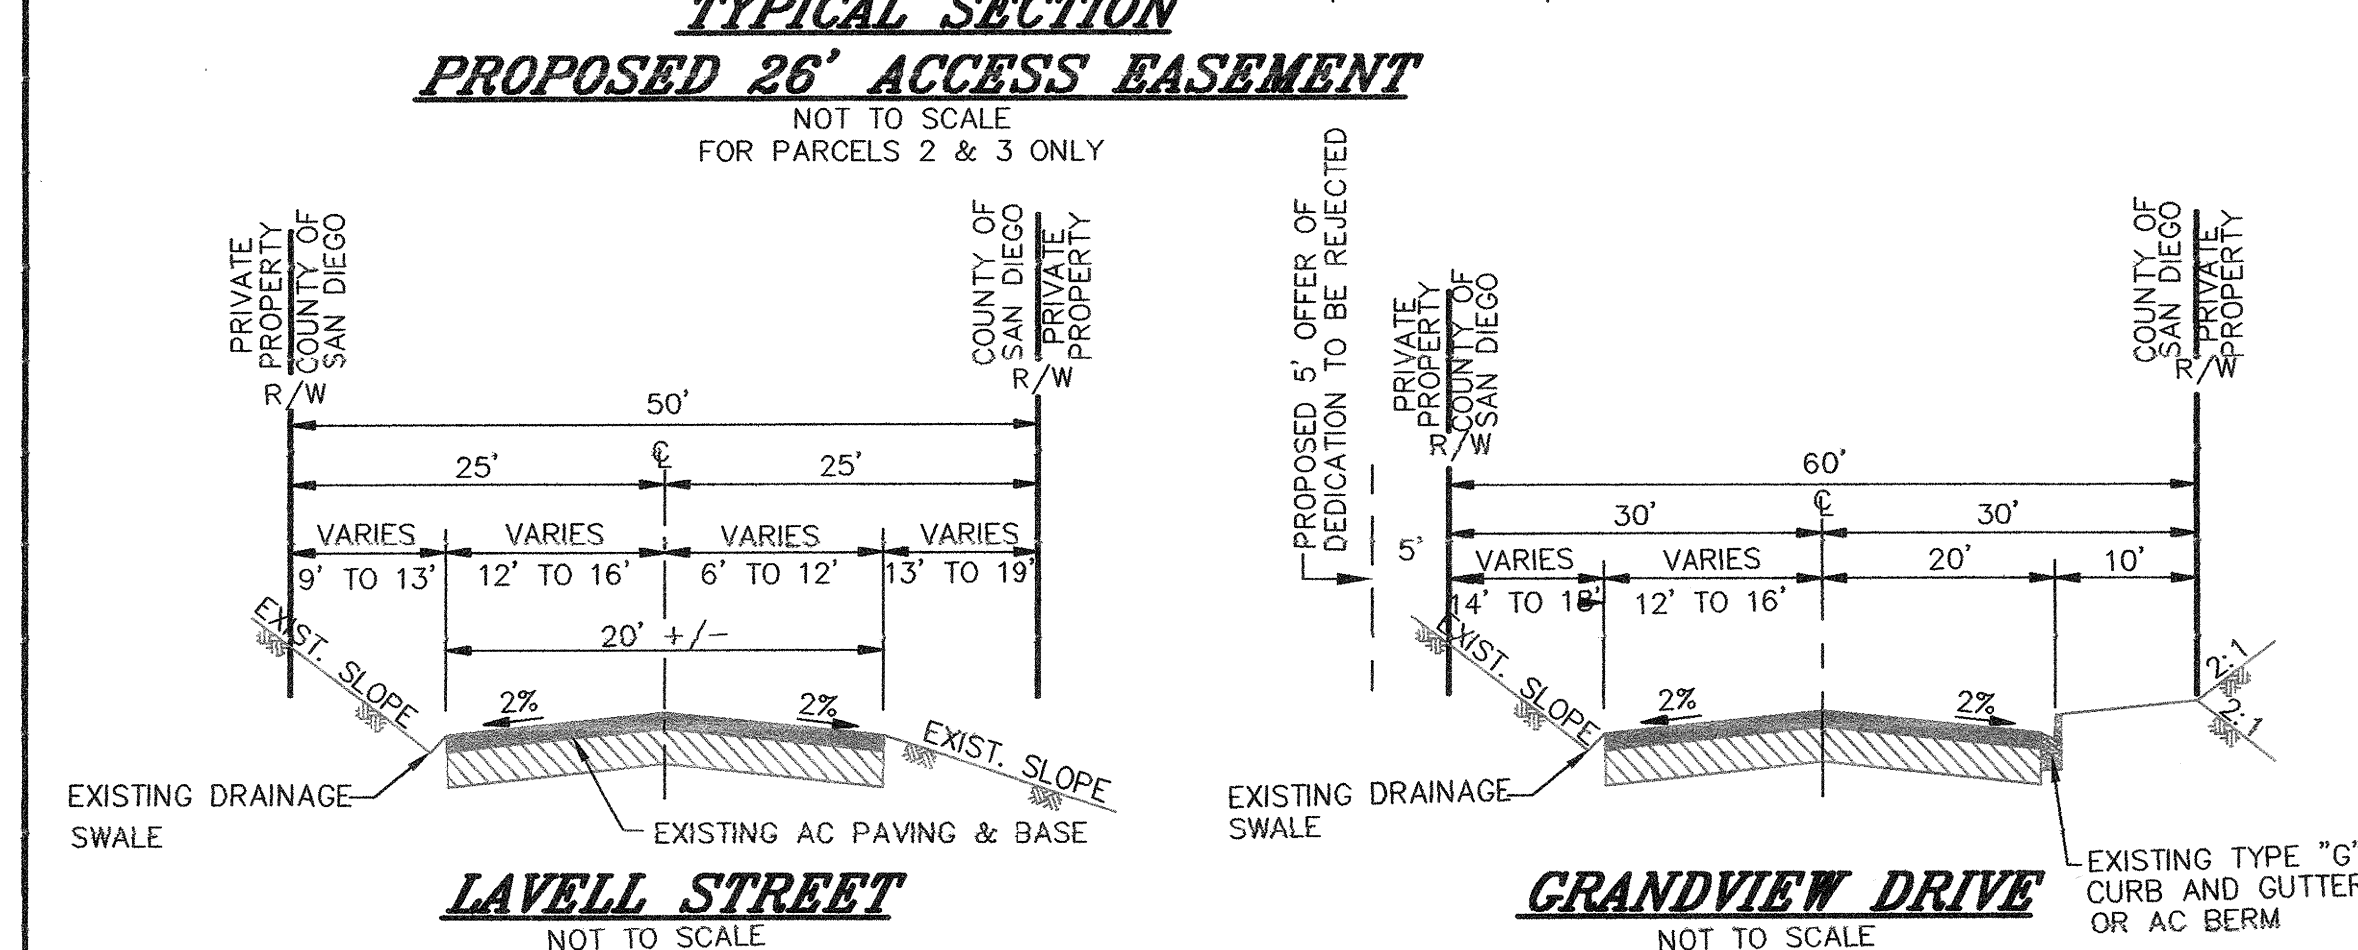 TYPICAL SECTION
PROPOSED 26' ACCESS EASEMENT
NOT TO SCALE
FOR PARCELS 2 & 3 ONLY
PRIVATE
PROPERTY
COUNTY OF
SAN DIEGO
R/W
COUNTY OF
SAN DIEGO
PRIVATE
PROPERTY
R/W
50'
℄
25'
25'
VARIES
VARIES
VARIES
VARIES
9' TO 13'
12' TO 16'
6' TO 12'
13' TO 19'
20' +/-
EXIST. SLOPE
2%
2%
EXIST. SLOPE
EXISTING DRAINAGE
SWALE
EXISTING AC PAVING & BASE
LAVELL STREET
NOT TO SCALE
PROPOSED 5' OFFER OF
DEDICATION TO BE REJECTED
PRIVATE
PROPERTY
COUNTY OF
SAN DIEGO
R/W
COUNTY OF
SAN DIEGO
PRIVATE
PROPERTY
R/W
60'
℄
30'
30'
5'
VARIES
VARIES
20'
10'
14' TO 18'
12' TO 16'
EXIST. SLOPE
2%
2%
2:1
2:1
EXISTING DRAINAGE
SWALE
EXISTING TYPE "G"
CURB AND GUTTER
OR AC BERM
GRANDVIEW DRIVE
NOT TO SCALE